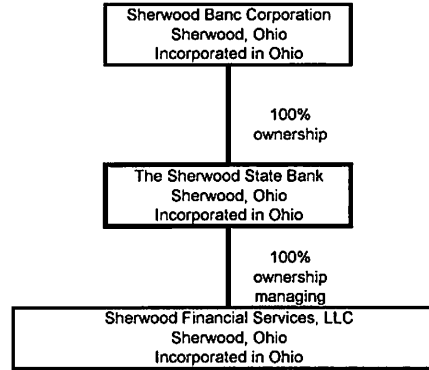 Sherwood Banc Corporation
Sherwood, Ohio
Incorporated in Ohio
100%
ownership
The Sherwood State Bank
Sherwood, Ohio
Incorporated in Ohio
100%
ownership
managing
Sherwood Financial Services, LLC
Sherwood, Ohio
Incorporated in Ohio